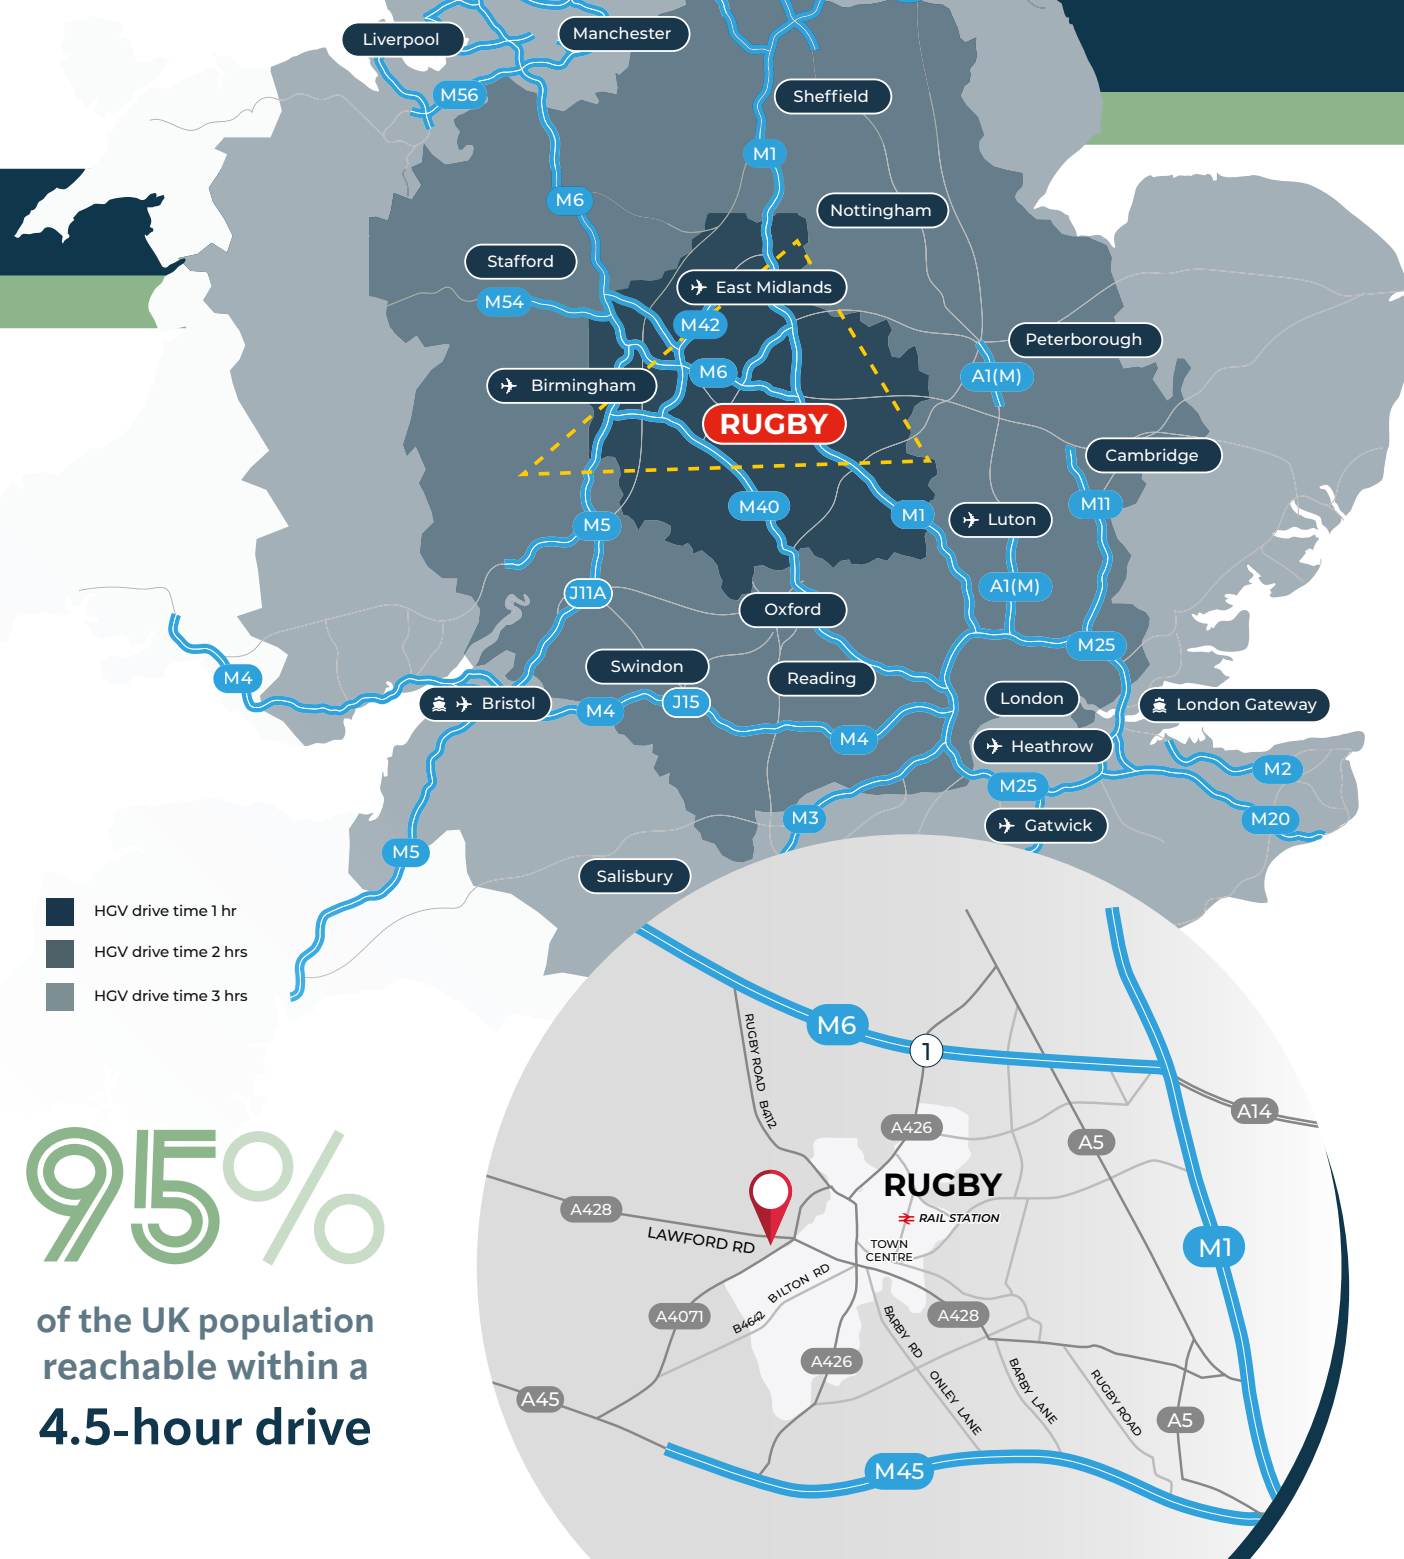 Liverpool
Manchester
M56
Sheffield
M1
M6
Nottingham
Stafford
East Midlands
M54
M42
Peterborough
M6
A1(M)
Birmingham
RUGBY
Cambridge
M40
M11
M1
Luton
M5
A1(M)
J11A
Oxford
M25
Swindon
M4
Reading
London
J15
Bristol
London Gateway
M4
M4
Heathrow
M2
M25
M3
M20
Gatwick
M5
Salisbury
HGV drive time 1 hr
HGV drive time 2 hrs
HGV drive time 3 hrs
M6
1
RUGBY ROAD B4112
A14
A426
A5
RUGBY
A428
RAIL STATION
LAWFORD RD
TOWN
CENTRE
M1
BILTON RD
A4071
B4642
A428
BARBY RD
A426
ONLEY LANE
BARBY LANE
RUGBY ROAD
A45
A5
M45
95%
of the UK population
reachable within a
4.5-hour drive